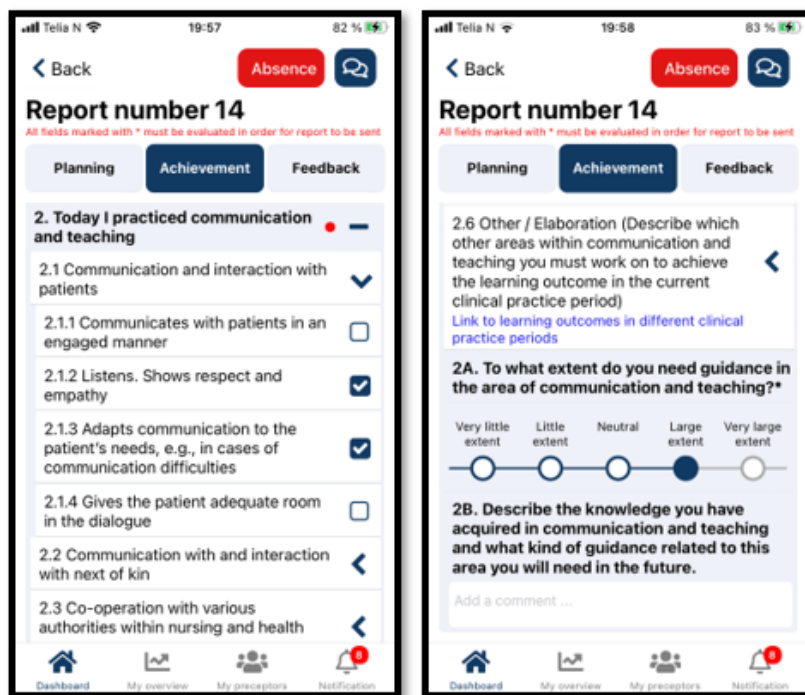 Telia N 19:57 82 %
Back Absence
Report number 14
All fields marked with * must be evaluated in order for report to be sent
Planning Achievement Feedback
2. Today I practiced communication
and teaching
2.1 Communication and interaction with
patients
2.1.1 Communicates with patients in an
engaged manner
2.1.2 Listens. Shows respect and
empathy
2.1.3 Adapts communication to the
patient's needs, e.g., in cases of
communication difficulties
2.1.4 Gives the patient adequate room
in the dialogue
2.2 Communication with and interaction
with next of kin
2.3 Co-operation with various
authorities within nursing and health
Dashboard My overview My preceptors Notification
8
Telia N 19:58 83 %
Back Absence
Report number 14
All fields marked with * must be evaluated in order for report to be sent
Planning Achievement Feedback
2.6 Other / Elaboration (Describe which
other areas within communication and
teaching you must work on to achieve
the learning outcome in the current
clinical practice period)
Link to learning outcomes in different clinical
practice periods
2A. To what extent do you need guidance in
the area of communication and teaching?*
Very little extent Little extent Neutral Large extent Very large extent
2B. Describe the knowledge you have
acquired in communication and teaching
and what kind of guidance related to this
area you will need in the future.
Add a comment ...
Dashboard My overview My preceptors Notification
8